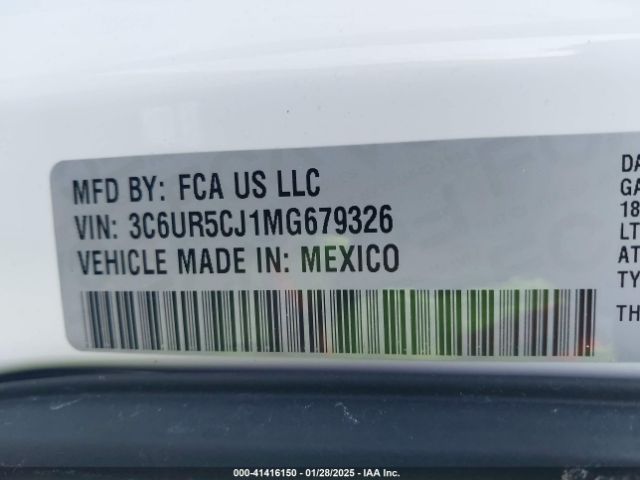 MFD BY: FCA US LLC
VIN: 3C6UR5CJ1MG679326
VEHICLE MADE IN: MEXICO
DA
GA
18
LT
AT
TY
TH
000-41416150 - 01/28/2025 - IAA Inc.